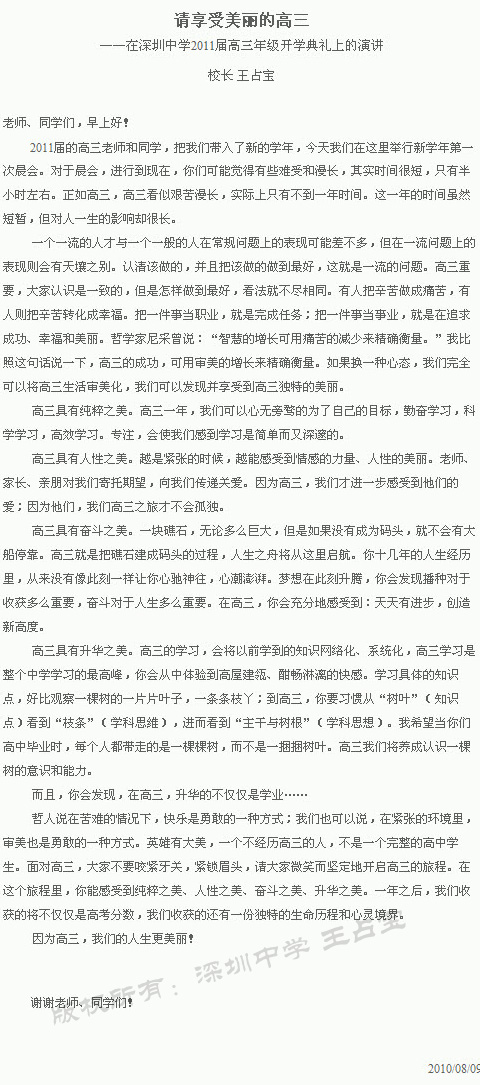 请享受美丽的高三
——在深圳中学2011届高三年级开学典礼上的演讲
校长 王占宝
老师、同学们，早上好！
2011届的高三老师和同学，把我们带入了新的学年，今天我们在这里举行新学年第一
次晨会。对于晨会，进行到现在，你们可能觉得有些难受和漫长，其实时间很短，只有半
小时左右。正如高三，高三看似艰苦漫长，实际上只有不到一年时间。这一年的时间虽然
短暂，但对人一生的影响却很长。
一个一流的人才与一个一般的人在常规问题上的表现可能差不多，但在一流问题上的
表现则会有天壤之别。认清该做的，并且把该做的做到最好，这就是一流的问题。高三重
要，大家认识是一致的，但是怎样做到最好，看法就不尽相同。有人把辛苦做成痛苦，有
人则把辛苦转化成幸福。把一件事当职业，就是完成任务；把一件事当事业，就是在追求
成功、幸福和美丽。哲学家尼采曾说：“智慧的增长可用痛苦的减少来精确衡量。”我比
照这句话说一下，高三的成功，可用审美的增长来精确衡量。如果换一种心态，我们完全
可以将高三生活审美化，我们可以发现并享受到高三独特的美丽。
高三具有纯粹之美。高三一年，我们可以心无旁骛的为了自己的目标，勤奋学习，科
学学习，高效学习。专注，会使我们感到学习是简单而又深邃的。
高三具有人性之美。越是紧张的时候，越能感受到情感的力量、人性的美丽。老师、
家长、亲朋对我们寄托期望，向我们传递关爱。因为高三，我们才进一步感受到他们的
爱；因为他们，我们高三之旅才不会孤独。
高三具有奋斗之美。一块礁石，无论多么巨大，但是如果没有成为码头，就不会有大
船停靠。高三就是把礁石建成码头的过程，人生之舟将从这里启航。你十几年的人生经历
里，从来没有像此刻一样让你心驰神往，心潮澎湃。梦想在此刻升腾，你会发现播种对于
收获多么重要，奋斗对于人生多么重要。在高三，你会充分地感受到：天天有进步，创造
新高度。
高三具有升华之美。高三的学习，会将以前学到的知识网络化、系统化，高三学习是
整个中学学习的最高峰，你会从中体验到高屋建瓴、酣畅淋漓的快感。学习具体的知识
点，好比观察一棵树的一片片叶子，一条条枝丫；到高三，你要习惯从“树叶”（知识
点）看到“枝条”（学科思维），进而看到“主干与树根”（学科思想）。我希望当你们
高中毕业时，每个人都带走的是一棵棵树，而不是一捆捆树叶。高三我们将养成认识一棵
树的意识和能力。
而且，你会发现，在高三，升华的不仅仅是学业……
哲人说在苦难的情况下，快乐是勇敢的一种方式；我们也可以说，在紧张的环境里，
审美也是勇敢的一种方式。英雄有大美，一个不经历高三的人，不是一个完整的高中学
生。面对高三，大家不要咬紧牙关，紧锁眉头，请大家微笑而坚定地开启高三的旅程。在
这个旅程里，你能感受到纯粹之美、人性之美、奋斗之美、升华之美。一年之后，我们收
获的将不仅仅是高考分数，我们收获的还有一份独特的生命历程和心灵境界。
因为高三，我们的人生更美丽！
版权所有：深圳中学 王占宝
谢谢老师、同学们！
2010/08/09